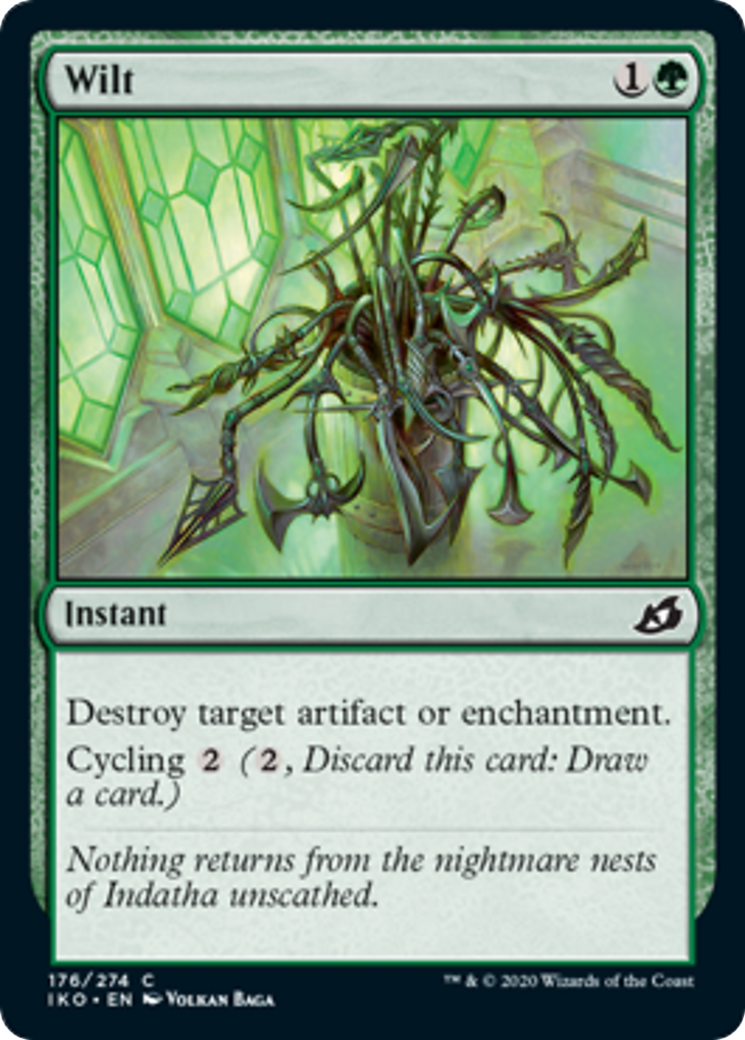 Wilt 1
Instant
Destroy target artifact or enchantment.
Cycling 2 (2, Discard this card: Draw
a card.)
Nothing returns from the nightmare nests
of Indatha unscathed.
176/274 C
™ & © 2020 Wizards of the Coast
IKO • EN Volkan Baga